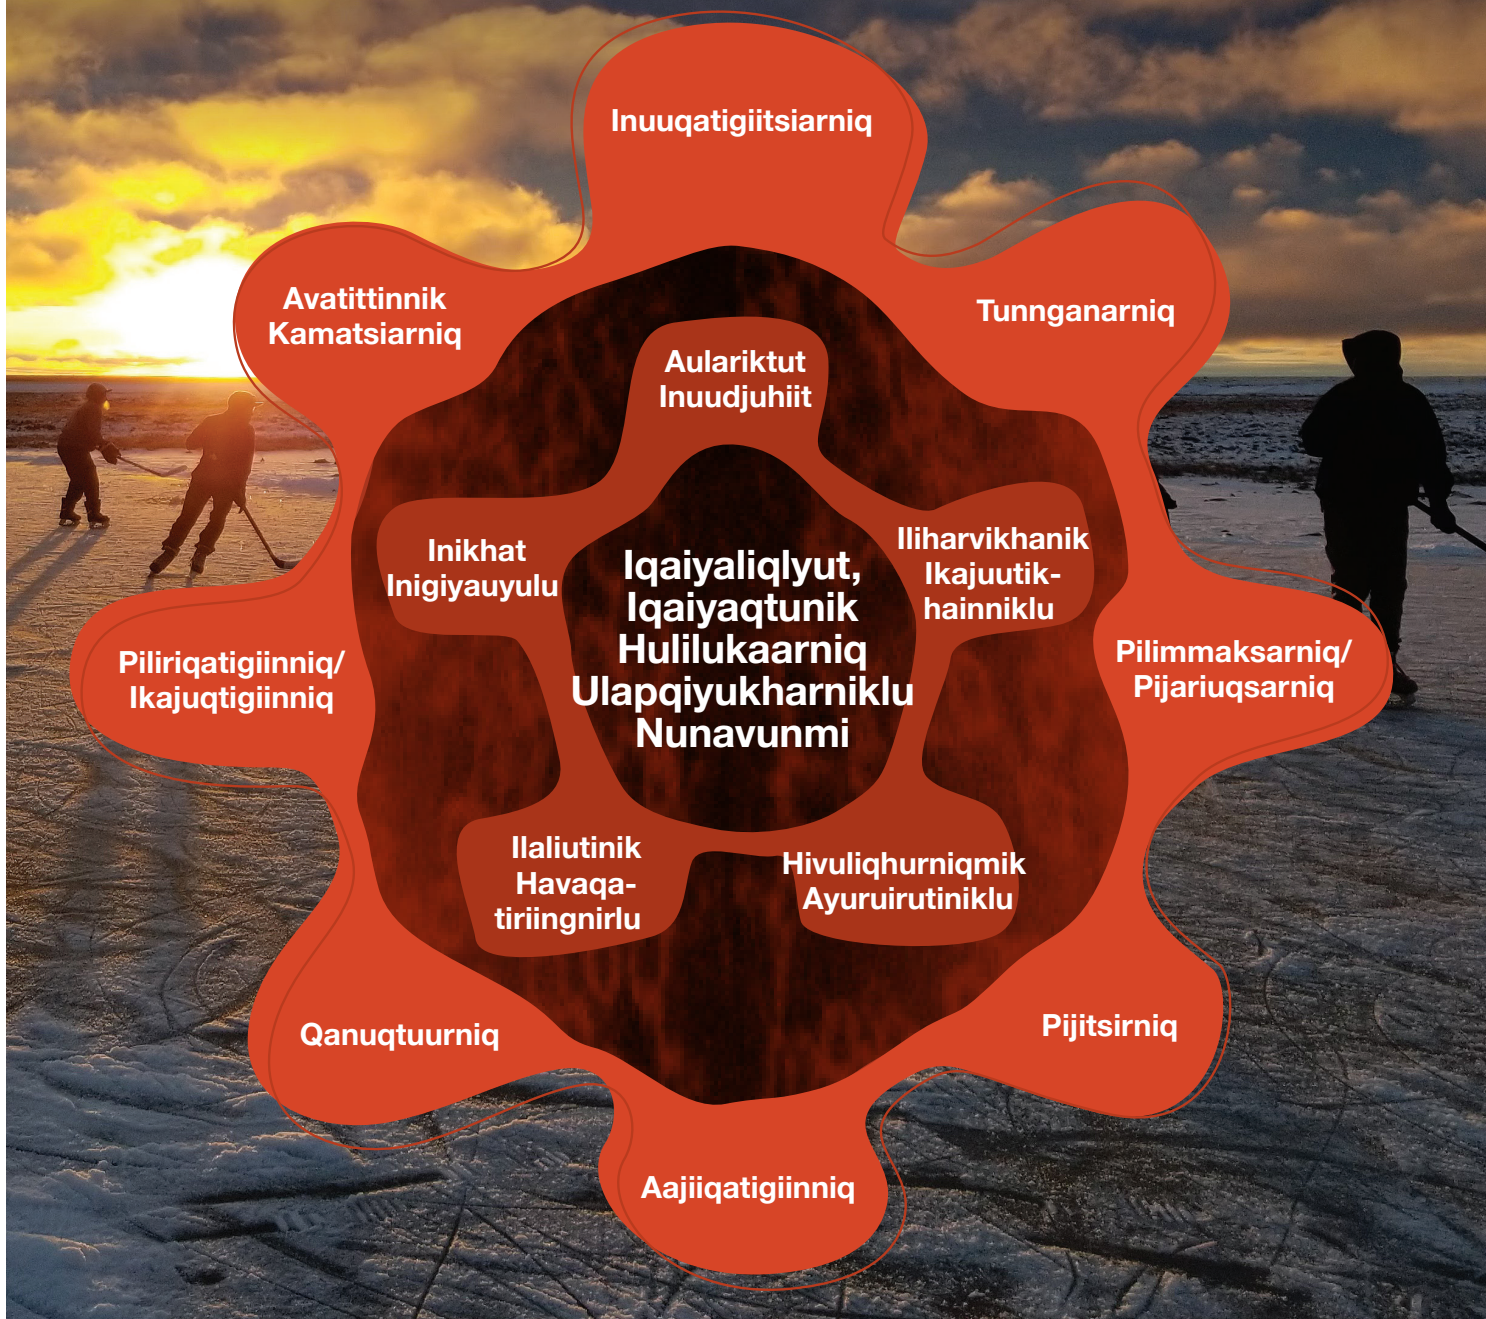 Inuuqatigiitsiarniq
Avatittinnik
Kamatsiarniq
Tunnganarniq
Aulariktut
Inuudjuhiit
Inikhat
Inigiyauyulu
Iliharvikhanik
Ikajuutik-
hainniklu
Iqaiyaliqlyut,
Iqaiyaqtunik
Hulilukaarniq
Ulapqiyukharniklu
Nunavunmi
Piliriqatigiinniq/
Ikajuqtigiinniq
Pilimmaksarniq/
Pijariuqsarniq
Ilaliutinik
Havaqa-
tiriingnirlu
Hivuliqhurniqmik
Ayuruirutiniklu
Qanuqtuurniq
Pijitsirniq
Aajiiqatigiinniq